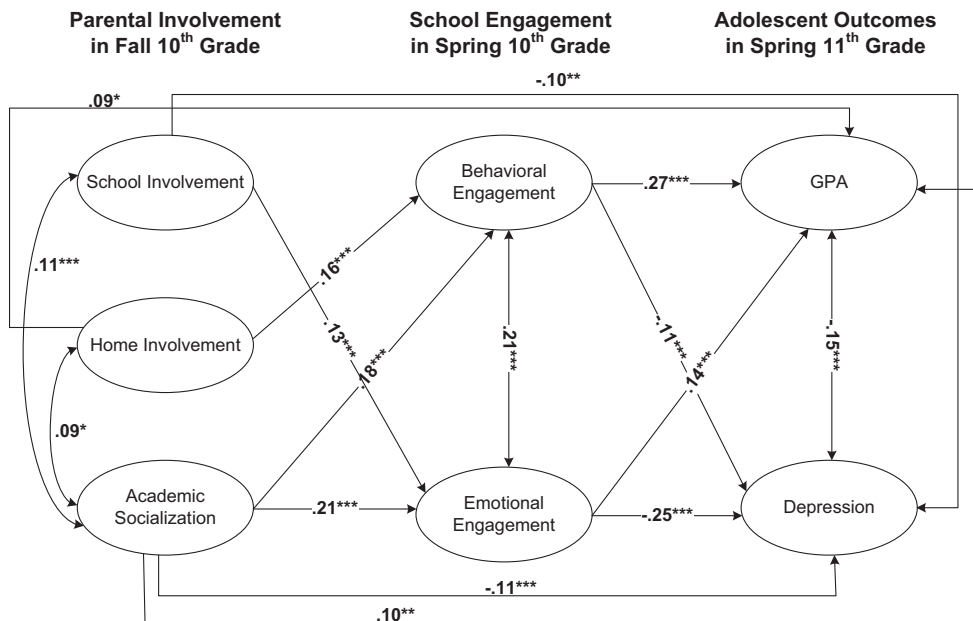 Parental Involvement
in Fall 10th Grade
School Engagement
in Spring 10th Grade
Adolescent Outcomes
in Spring 11th Grade
-.10**
.09*
School Involvement
Behavioral
Engagement
.27***
GPA
.11***
.16***
.13***
.18***
.21***
-.11***
.14***
-.15***
Home Involvement
.09*
Academic
Socialization
.21***
Emotional
Engagement
-.25***
Depression
-.11***
.10**